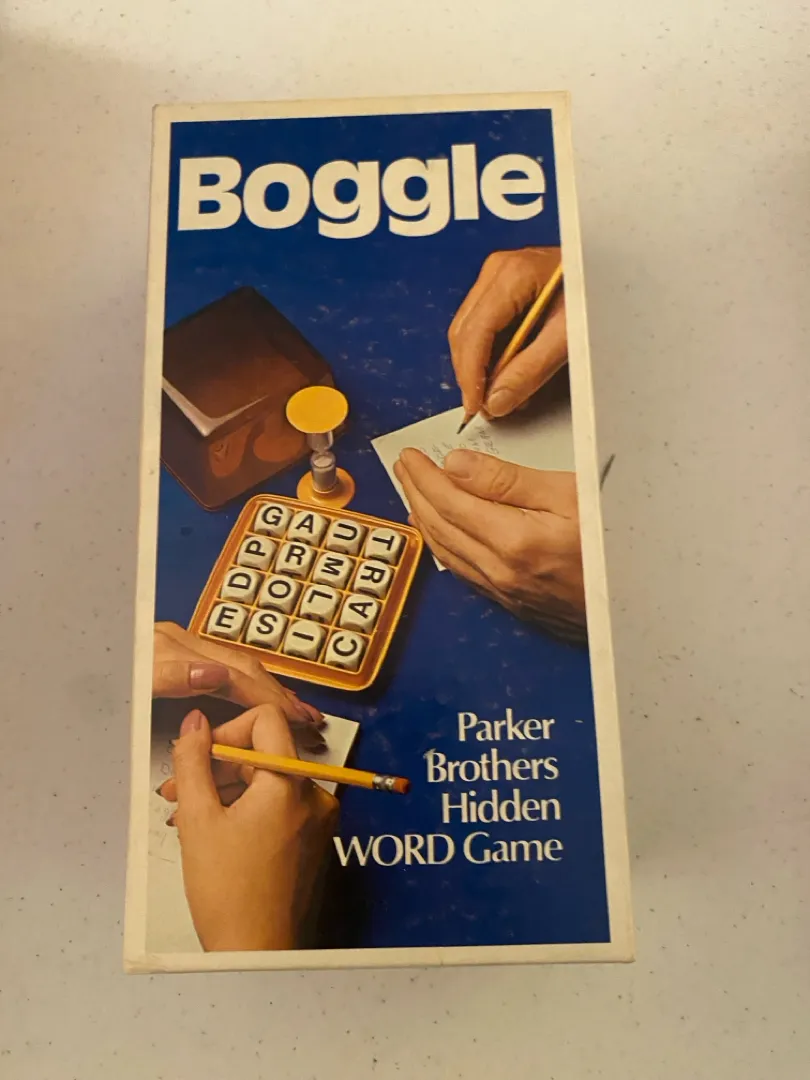 Boggle
G A U T
P R M R
D O L A
E S I C
Parker
Brothers
Hidden
WORD Game